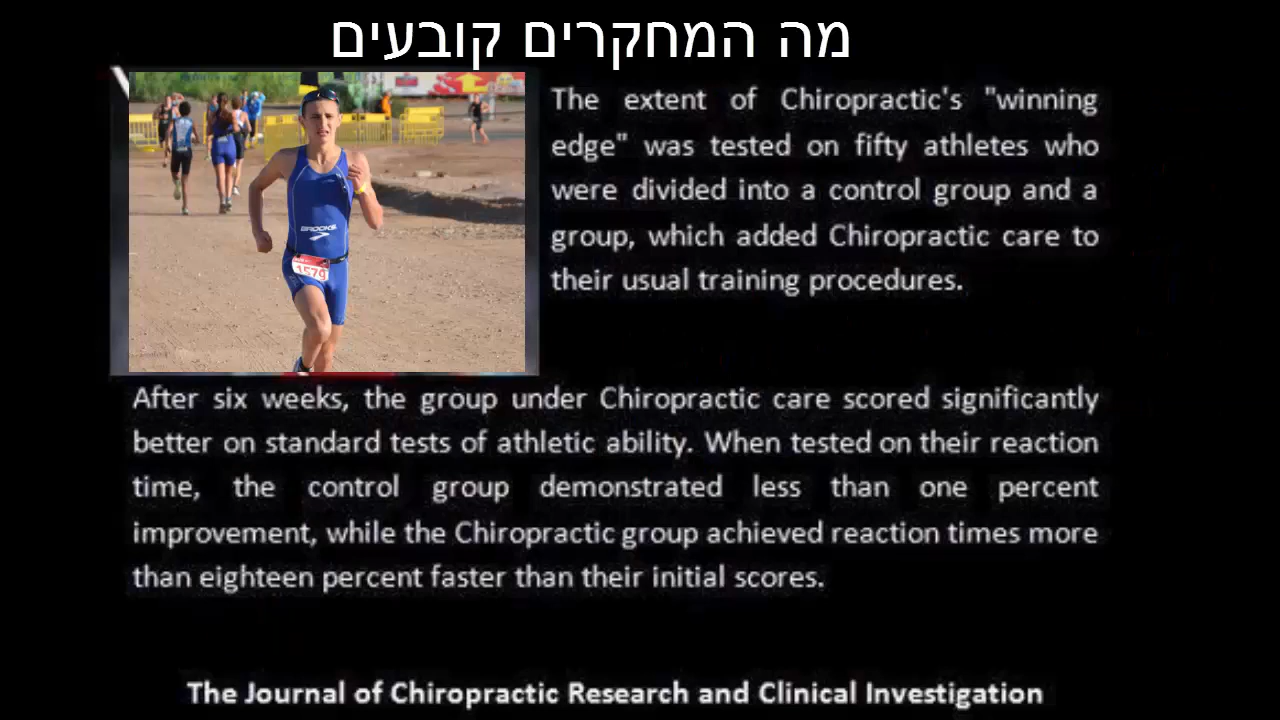 מה המחקרים קובעים
The extent of Chiropractic's "winning
edge" was tested on fifty athletes who
were divided into a control group and a
group, which added Chiropractic care to
their usual training procedures.
BROOKS
1579
After six weeks, the group under Chiropractic care scored significantly
better on standard tests of athletic ability. When tested on their reaction
time, the control group demonstrated less than one percent
improvement, while the Chiropractic group achieved reaction times more
than eighteen percent faster than their initial scores.
The Journal of Chiropractic Research and Clinical Investigation